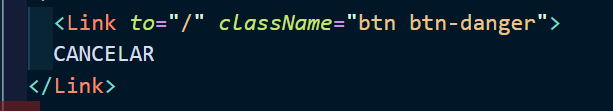 <Link to="/" className="btn btn-danger">
CANCELAR
</Link>